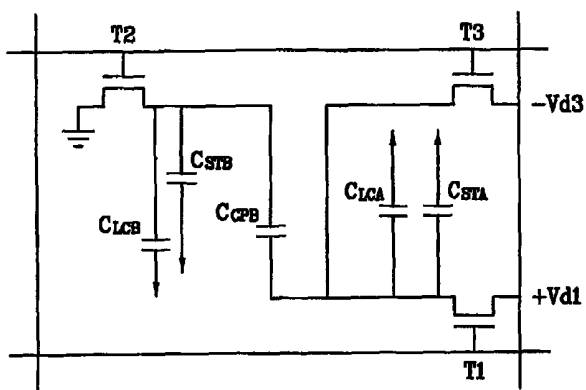 T2
T3
-Vd3
CSTB
CLCA
CSTA
CLCB
CCPB
+Vd1
T1